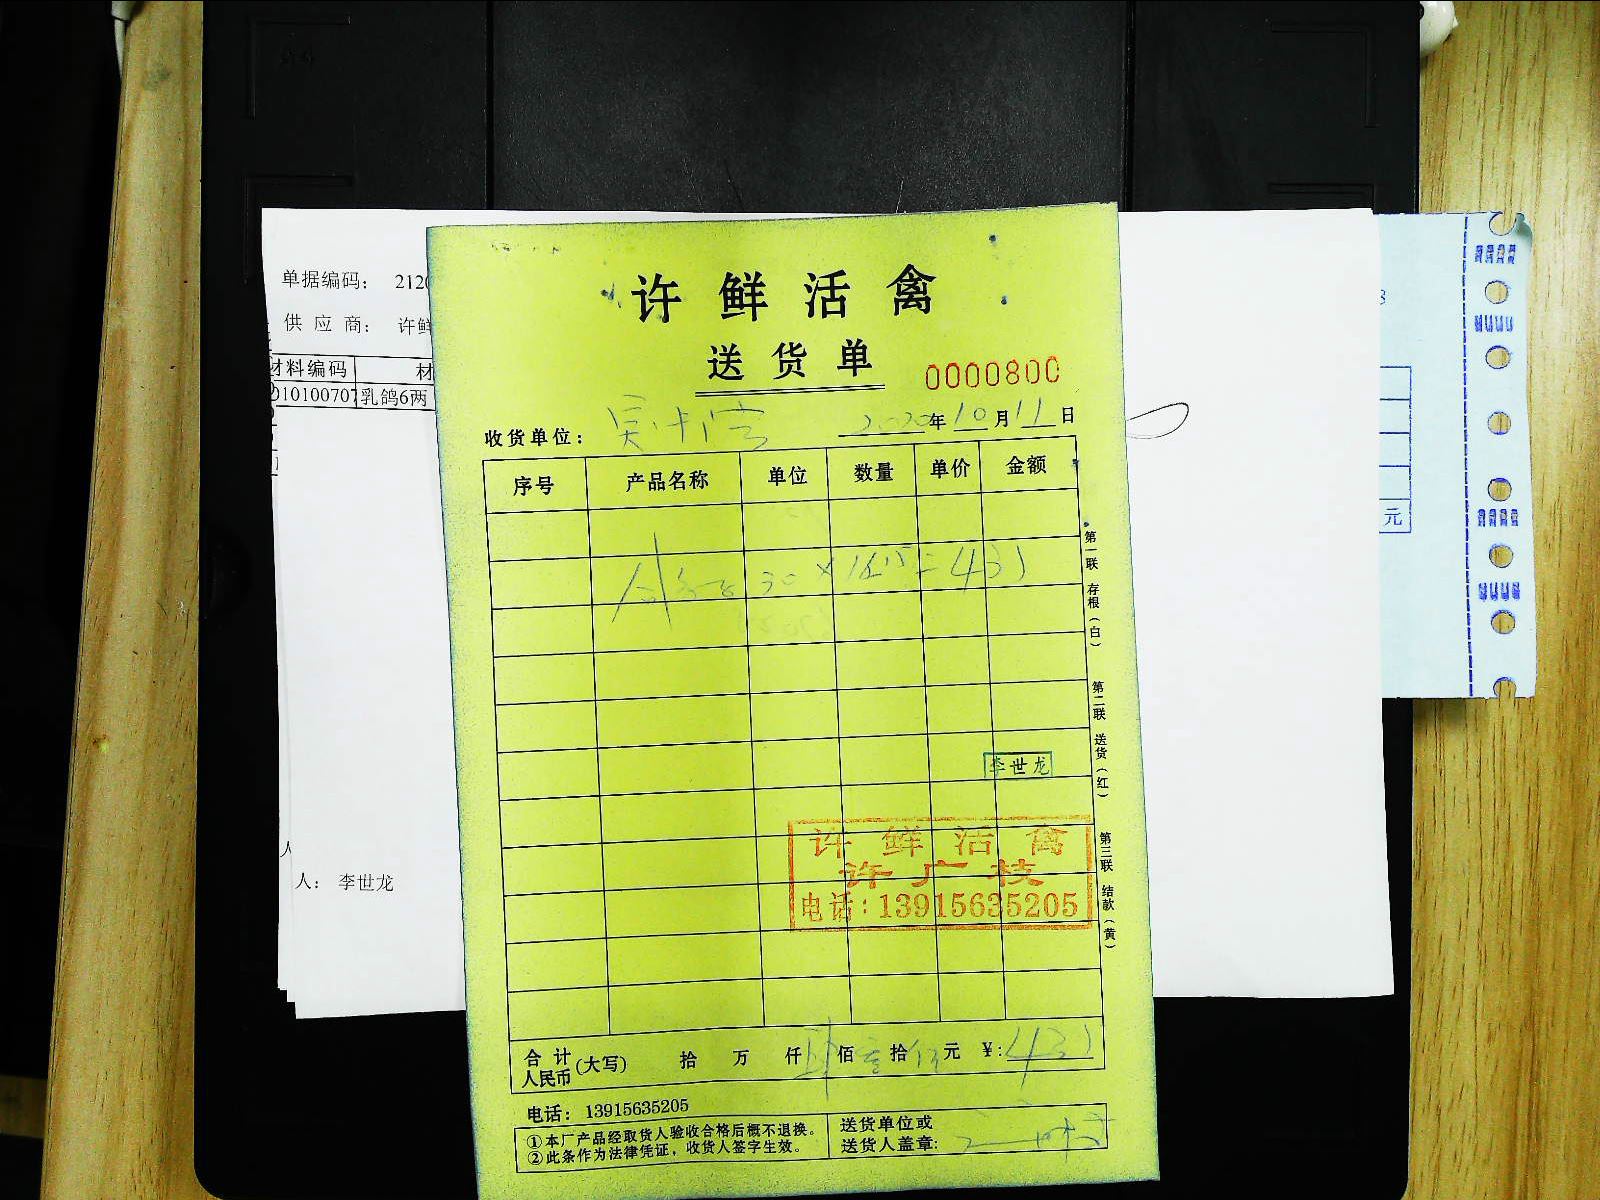 单据编码： 212
供 应 商： 许鲜
材料编码 材
010100707 乳鸽6两
人： 李世龙
元
许鲜活禽
送货单
0000800
收货单位： 2020年10月11日
序号 产品名称 单位 数量 单价 金额
30 ×
第一联 存根（白）
第二联 送货（红）
第三联 结款（黄）
李世龙
许鲜活禽
许广枝
电话：13915635205
合计人民币 (大写) 拾 万 仟 佰 拾 元 ¥:
电话： 13915635205
①本厂产品经取货人验收合格后概不退换。
②此条作为法律凭证，收货人签字生效。
送货单位或
送货人盖章: